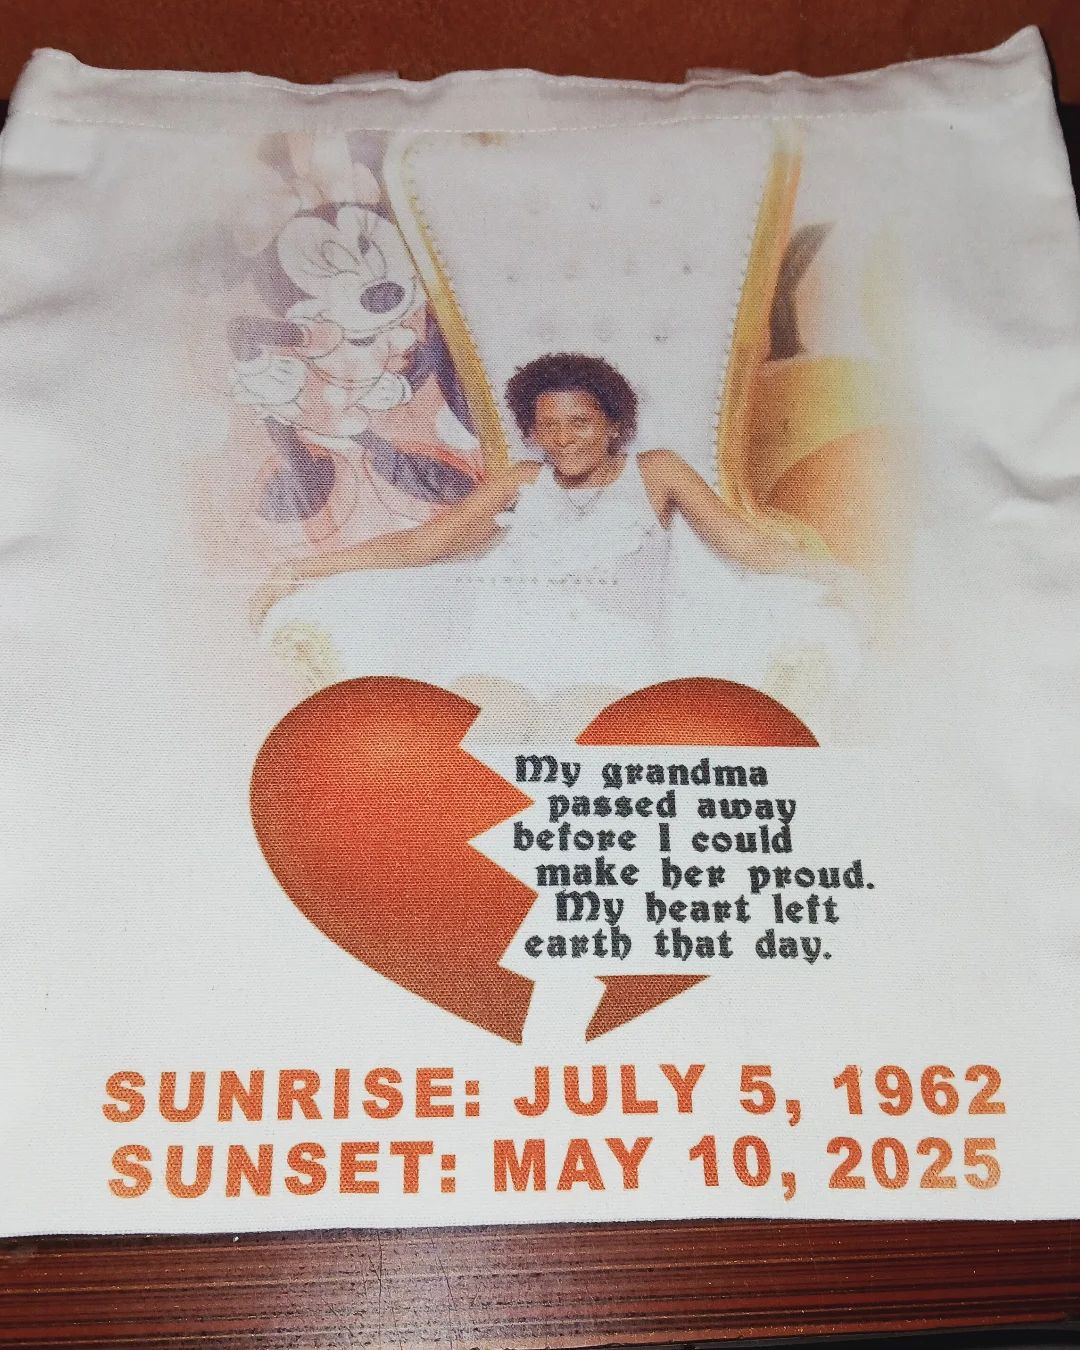 My grandma
passed away
before I could
make her proud.
My heart left
earth that day.
SUNRISE: JULY 5, 1962
SUNSET: MAY 10, 2025